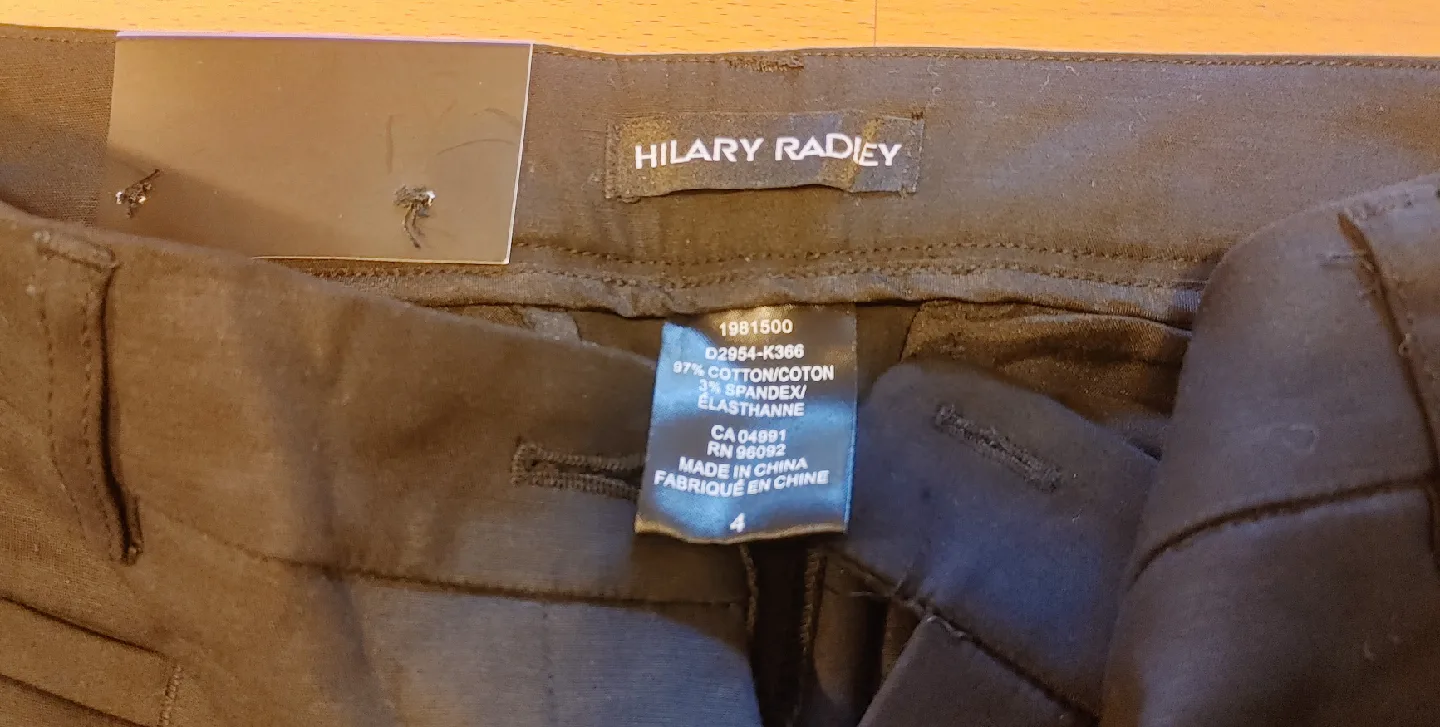 HILARY RADLEY
1981500
D2954-K366
97% COTTON/COTON
3% SPANDEX/
ÉLASTHANNE
CA 04991
RN 96092
MADE IN CHINA
FABRIQUÉ EN CHINE
4